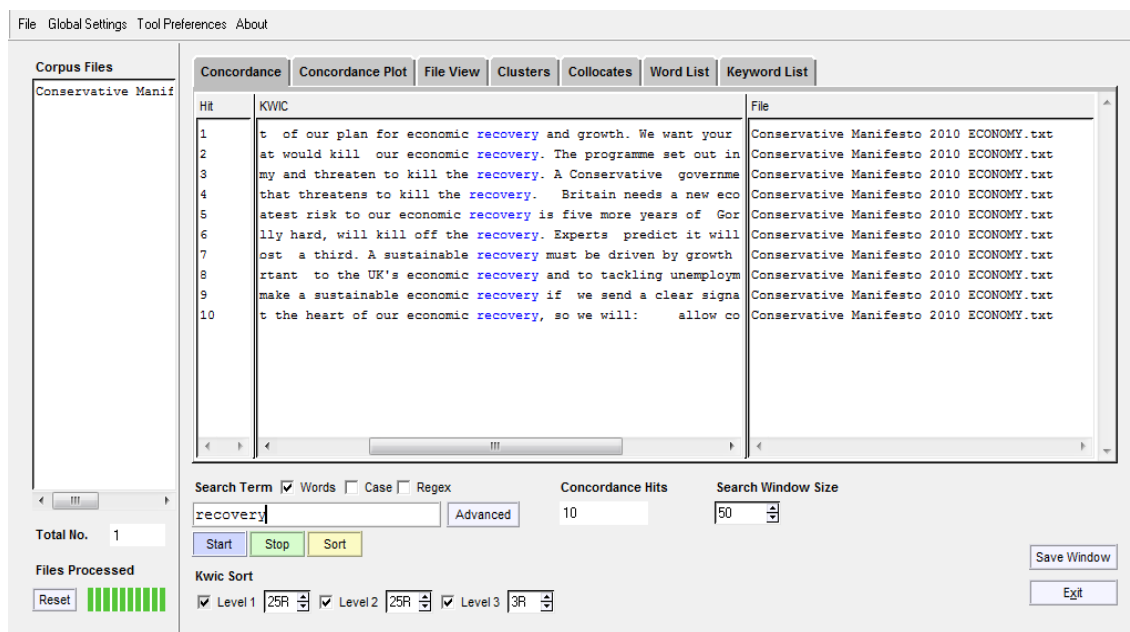 File Global Settings Tool Preferences About
Corpus Files
Conservative Manif
Total No. 1
Files Processed
Reset
Concordance Concordance Plot File View Clusters Collocates Word List Keyword List
Hit KWIC File
1 t of our plan for economic recovery and growth. We want your Conservative Manifesto 2010 ECONOMY.txt
2 at would kill our economic recovery. The programme set out in Conservative Manifesto 2010 ECONOMY.txt
3 my and threaten to kill the recovery. A Conservative governme Conservative Manifesto 2010 ECONOMY.txt
4 that threatens to kill the recovery. Britain needs a new eco Conservative Manifesto 2010 ECONOMY.txt
5 atest risk to our economic recovery is five more years of Gor Conservative Manifesto 2010 ECONOMY.txt
6 lly hard, will kill off the recovery. Experts predict it will Conservative Manifesto 2010 ECONOMY.txt
7 ost a third. A sustainable recovery must be driven by growth Conservative Manifesto 2010 ECONOMY.txt
8 rtant to the UK's economic recovery and to tackling unemploym Conservative Manifesto 2010 ECONOMY.txt
9 make a sustainable economic recovery if we send a clear signa Conservative Manifesto 2010 ECONOMY.txt
10 t the heart of our economic recovery, so we will: allow co Conservative Manifesto 2010 ECONOMY.txt
Search Term Words Case Regex Concordance Hits Search Window Size
recovery Advanced 10 50
Start Stop Sort
Save Window
Kwic Sort
Level 1 25R Level 2 25R Level 3 3R
Exit